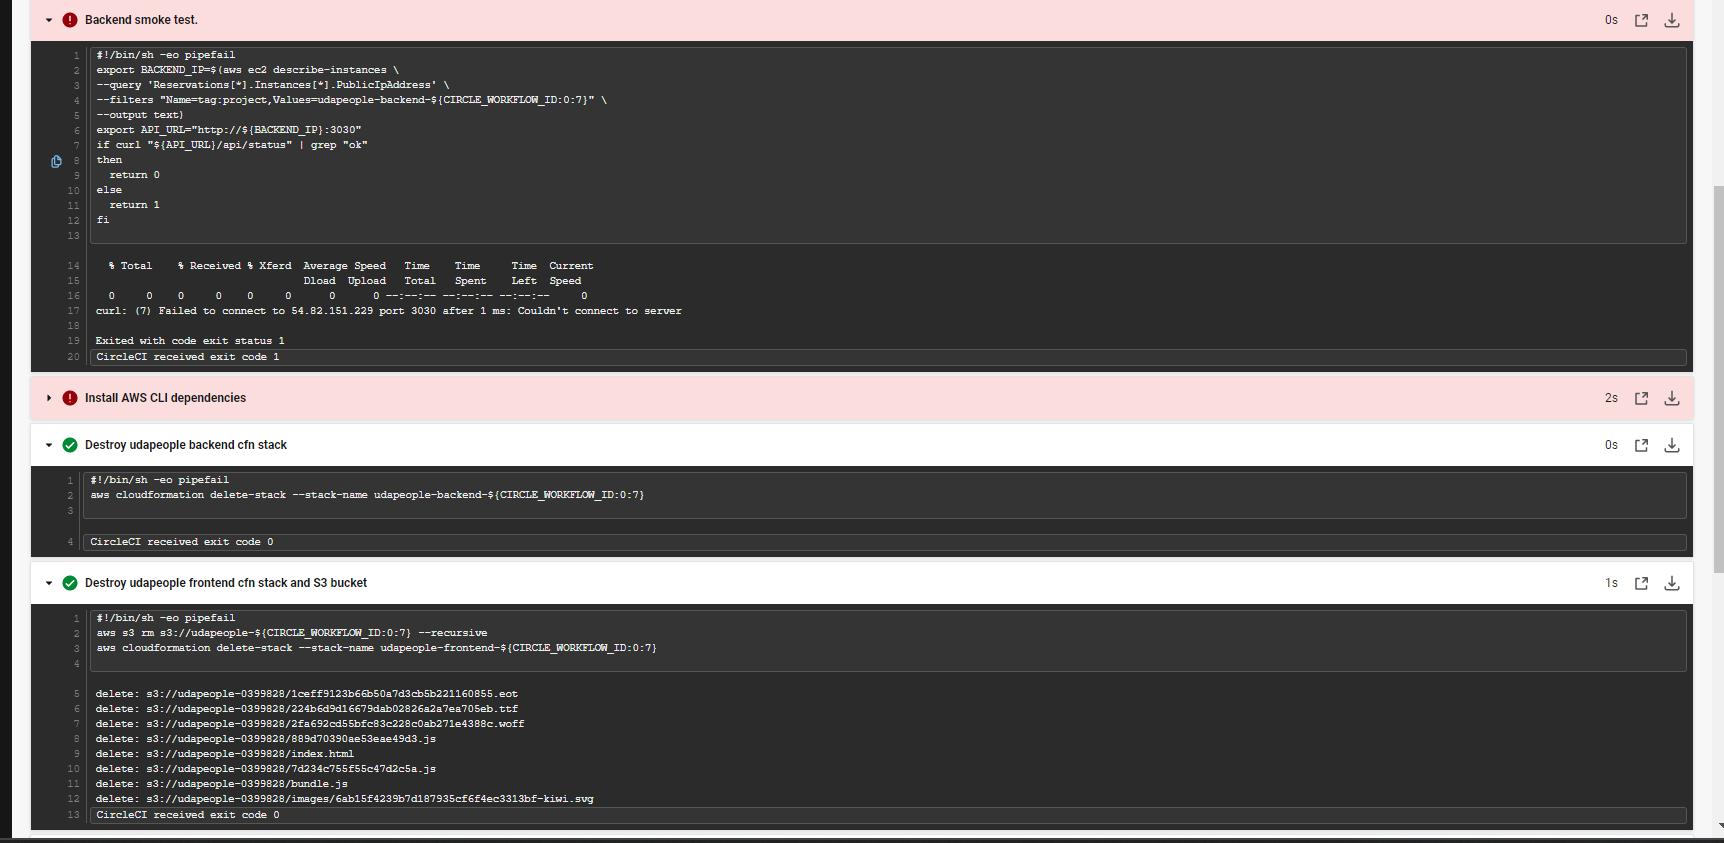 Backend smoke test.
0s
1 #!/bin/sh -eo pipefail
2 export BACKEND_IP=$(aws ec2 describe-instances \
3 --query 'Reservations[*].Instances[*].PublicIpAddress' \
4 --filters "Name=tag:project,Values=udapeople-backend-${CIRCLE_WORKFLOW_ID:0:7}" \
5 --output text)
6 export API_URL="http://${BACKEND_IP}:3030"
7 if curl "${API_URL}/api/status" | grep "ok"
8 then
9 return 0
10 else
11 return 1
12 fi
13
14 % Total % Received % Xferd Average Speed Time Time Time Current
15 Dload Upload Total Spent Left Speed
16 0 0 0 0 0 0 0 0 --:--:-- --:--:-- --:--:-- 0
17 curl: (7) Failed to connect to 54.82.151.229 port 3030 after 1 ms: Couldn't connect to server
18
19 Exited with code exit status 1
20 CircleCI received exit code 1
Install AWS CLI dependencies
2s
Destroy udapeople backend cfn stack
0s
1 #!/bin/sh -eo pipefail
2 aws cloudformation delete-stack --stack-name udapeople-backend-${CIRCLE_WORKFLOW_ID:0:7}
3
4 CircleCI received exit code 0
Destroy udapeople frontend cfn stack and S3 bucket
1s
1 #!/bin/sh -eo pipefail
2 aws s3 rm s3://udapeople-${CIRCLE_WORKFLOW_ID:0:7} --recursive
3 aws cloudformation delete-stack --stack-name udapeople-frontend-${CIRCLE_WORKFLOW_ID:0:7}
4
5 delete: s3://udapeople-0399828/1ceff9123b66b50a7d3cb5b221160855.eot
6 delete: s3://udapeople-0399828/224b6d9d16679dab02826a2a7ea705eb.ttf
7 delete: s3://udapeople-0399828/2fa692cd55bfc83c228c0ab271e4388c.woff
8 delete: s3://udapeople-0399828/889d70390ae53eae49d3.js
9 delete: s3://udapeople-0399828/index.html
10 delete: s3://udapeople-0399828/7d234c755f55c47d2c5a.js
11 delete: s3://udapeople-0399828/bundle.js
12 delete: s3://udapeople-0399828/images/6ab15f4239b7d187935cf6f4ec3313bf-kiwi.svg
13 CircleCI received exit code 0